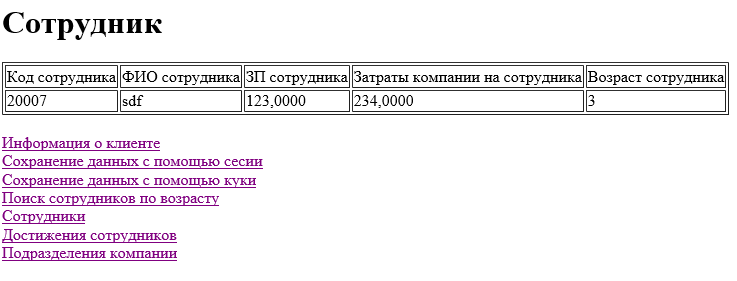 Сотрудник
Код сотрудника ФИО сотрудника ЗП сотрудника Затраты компании на сотрудника Возраст сотрудника
20007 sdf 123,0000 234,0000 3
Информация о клиенте
Сохранение данных с помощью сесии
Сохранение данных с помощью куки
Поиск сотрудников по возрасту
Сотрудники
Достижения сотрудников
Подразделения компании